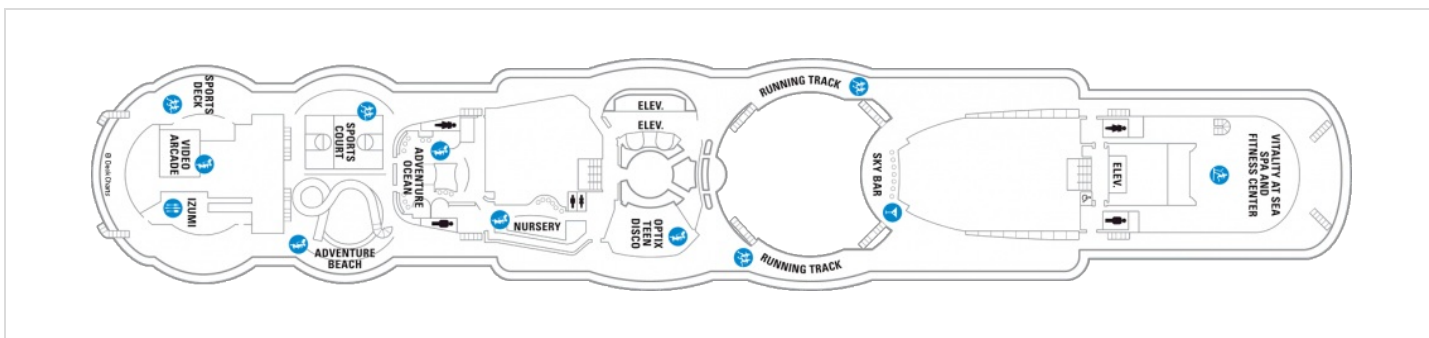 © Deck Charts
SPORTS
DECK
VIDEO
ARCADE
IZUMI
SPORTS
COURT
ADVENTURE
BEACH
ADVENTURE
OCEAN
NURSERY
ELEV.
ELEV.
OPTIX
TEEN
DISCO
RUNNING TRACK
RUNNING TRACK
SKY BAR
ELEV.
VITALITY AT SEA
SPA AND
FITNESS CENTER